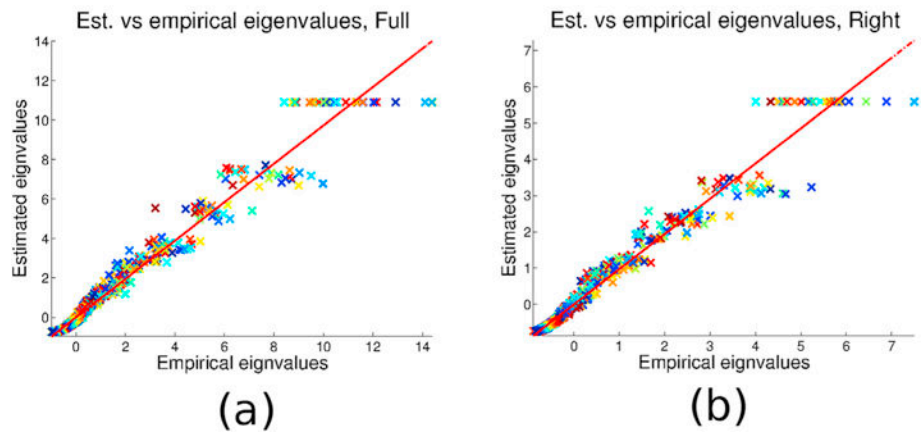 Est. vs empirical eigenvalues, Full
Estimated eignvalues
14
12
10
8
6
4
2
0
0 2 4 6 8 10 12 14
Empirical eignvalues
(a)
Est. vs empirical eigenvalues, Right
Estimated eignvalues
7
6
5
4
3
2
1
0
0 1 2 3 4 5 6 7
Empirical eignvalues
(b)